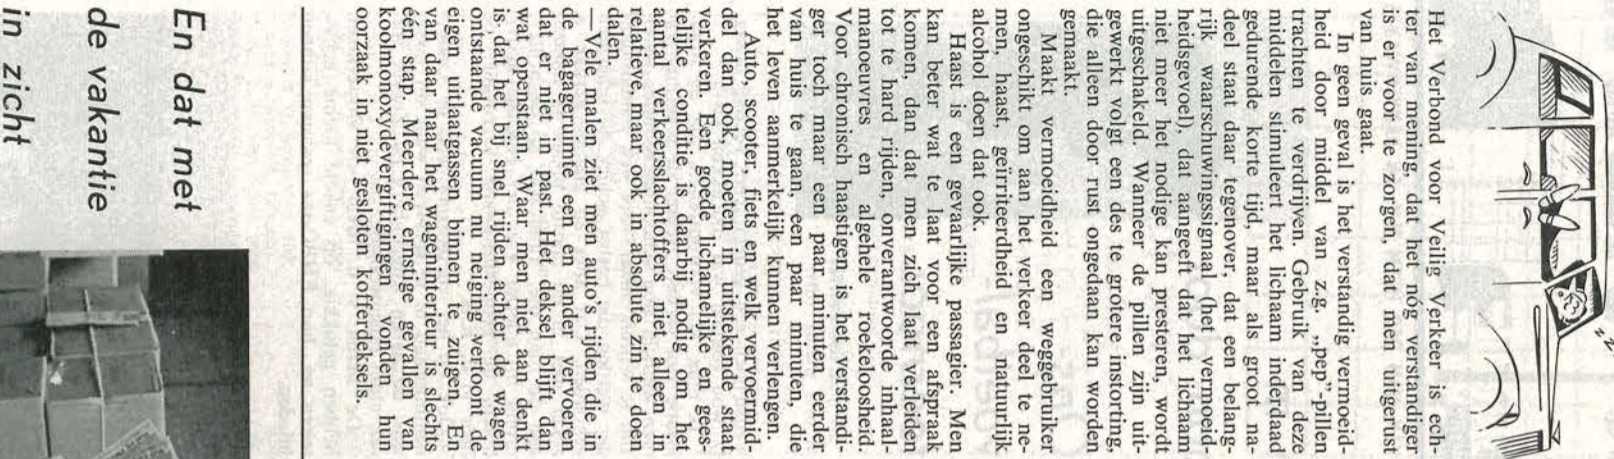 Het Verbond voor Veilig Verkeer is ech-
ter van mening, dat het nóg verstandiger
is er voor te zorgen, dat men uitgerust
van huis gaat.
In geen geval is het verstandig vermoeid-
heid door middel van z.g. „pep"-pillen
trachten te verdrijven. Gebruik van deze
middelen stimuleert het lichaam inderdaad
gedurende korte tijd, maar als groot na-
deel staat daar tegenover, dat een belang-
rijk waarschuwingssignaal (het vermoeid-
heidsgevoel), dat aangeeft dat het lichaam
niet meer het nodige kan presteren, wordt
uitgeschakeld. Wanneer de pillen zijn uit-
gewerkt volgt een des te grotere instorting,
die alleen door rust ongedaan kan worden
gemaakt.
Maakt vermoeidheid een weggebruiker
ongeschikt om aan het verkeer deel te ne-
men, haast, geïrriteerdheid en natuurlijk
alcohol doen dat ook.
Haast is een gevaarlijke passagier. Men
kan beter wat te laat voor een afspraak
komen, dan dat men zich laat verleiden
tot te hard rijden, onverantwoorde inhaal-
manoeuvres en algehele roekeloosheid.
Voor chronisch haastigen is het verstandi-
ger toch maar een paar minuten eerder
van huis te gaan, een paar minuten, die
het leven aanmerkelijk kunnen verlengen.
Auto, scooter, fiets en welk vervoermid-
del dan ook, moeten in uitstekende staat
verkeren. Een goede lichamelijke en gees-
telijke conditie is daarbij nodig om het
aantal verkeersslachtoffers niet alleen in
relatieve, maar ook in absolute zin te doen
dalen.
—Vele malen ziet men auto's rijden die in
de bagageruimte een en ander vervoeren
dat er niet in past. Het deksel blijft dan
wat openstaan. Waar men niet aan denkt
is, dat het bij snel rijden achter de wagen
ontstaande vacuum nu neiging vertoont de
eigen uitlaatgassen binnen te zuigen. En
van daar naar het wageninterieur is slechts
één stap. Meerdere ernstige gevallen van
koolmonoxydevergiftigingen vonden hun
oorzaak in niet gesloten kofferdeksels.
En dat met
de vakantie
in zicht